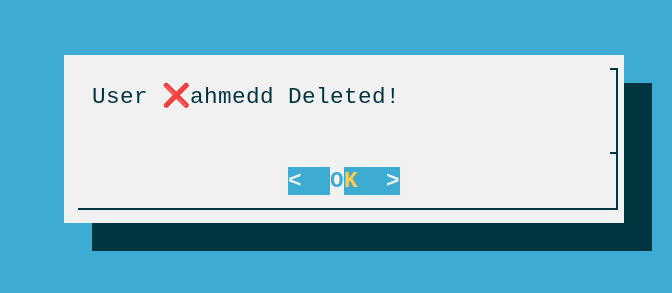 User ❌ahmedd Deleted!
<  OK  >